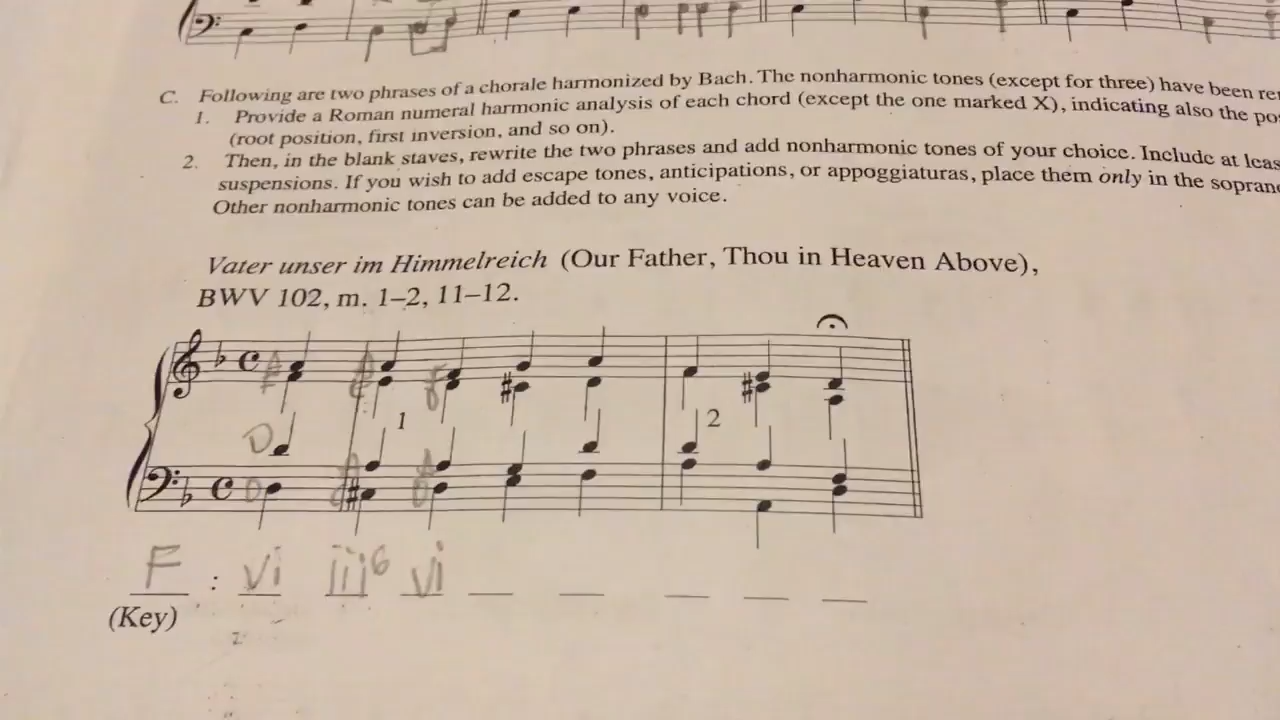 C. Following are two phrases of a chorale harmonized by Bach. The nonharmonic tones (except for three) have been
1. Provide a Roman numeral harmonic analysis of each chord (except the one marked X), indicating also the
(root position, first inversion, and so on).
2. Then, in the blank staves, rewrite the two phrases and add nonharmonic tones of your choice. Include at
suspensions. If you wish to add escape tones, anticipations, or appoggiaturas, place them only in the
Other nonharmonic tones can be added to any voice.
Vater unser im Himmelreich (Our Father, Thou in Heaven Above),
BWV 102, m. 1–2, 11–12.
A A F
1 2
D
A A
D
F : vi iii6 vi
(Key)